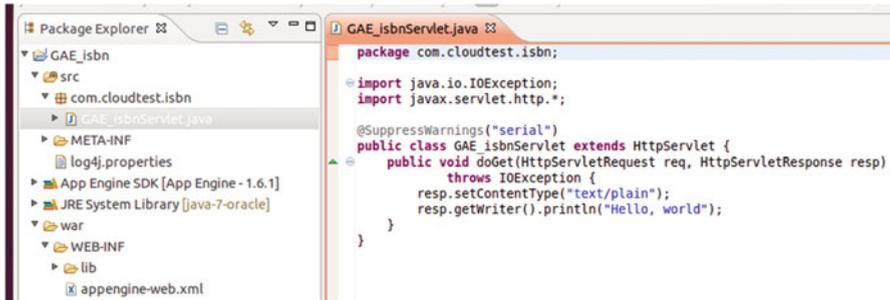 Package Explorer
GAE_isbn
src
com.cloudtest.isbn
GAE_isbnServlet.java
META-INF
log4j.properties
App Engine SDK [App Engine - 1.6.1]
JRE System Library [java-7-oracle]
war
WEB-INF
lib
appengine-web.xml
GAE_isbnServlet.java
package com.cloudtest.isbn;
import java.io.IOException;
import javax.servlet.http.*;
@SuppressWarnings("serial")
public class GAE_isbnServlet extends HttpServlet {
public void doGet(HttpServletRequest req, HttpServletResponse resp)
throws IOException {
resp.setContentType("text/plain");
resp.getWriter().println("Hello, world");
}
}